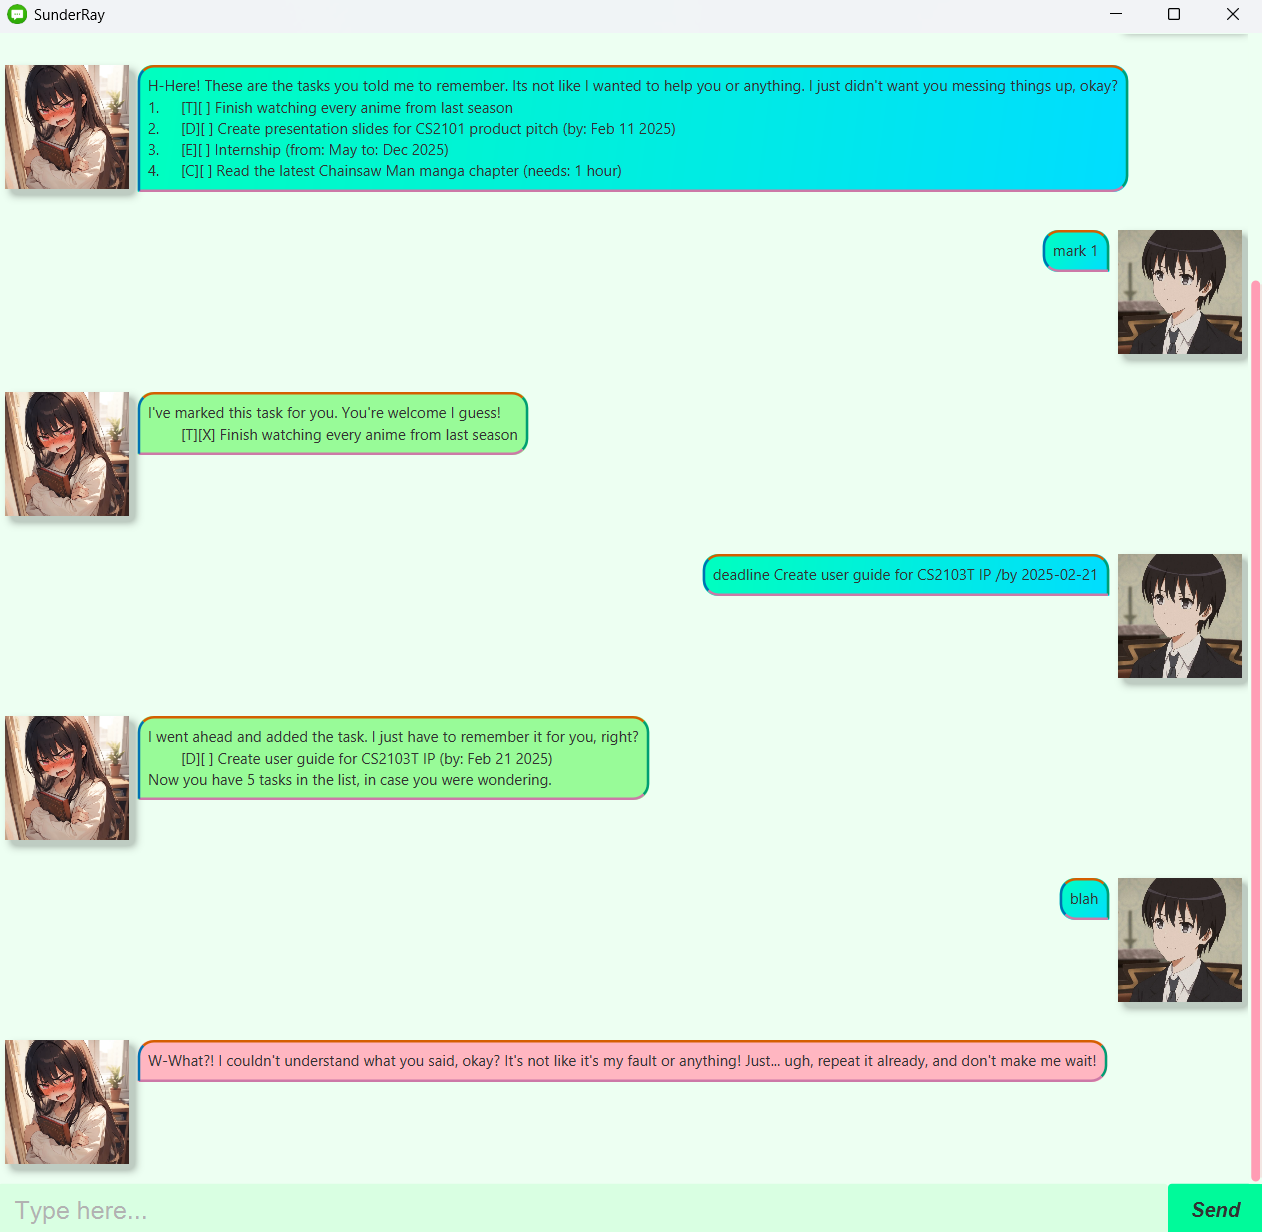 SunderRay
H-Here! These are the tasks you told me to remember. Its not like I wanted to help you or anything. I just didn't want you messing things up, okay?
1. [T][ ] Finish watching every anime from last season
2. [D][ ] Create presentation slides for CS2101 product pitch (by: Feb 11 2025)
3. [E][ ] Internship (from: May to: Dec 2025)
4. [C][ ] Read the latest Chainsaw Man manga chapter (needs: 1 hour)
mark 1
I've marked this task for you. You're welcome I guess!
[T][X] Finish watching every anime from last season
deadline Create user guide for CS2103T IP /by 2025-02-21
I went ahead and added the task. I just have to remember it for you, right?
[D][ ] Create user guide for CS2103T IP (by: Feb 21 2025)
Now you have 5 tasks in the list, in case you were wondering.
blah
W-What?! I couldn't understand what you said, okay? It's not like it's my fault or anything! Just... ugh, repeat it already, and don't make me wait!
Type here...
Send